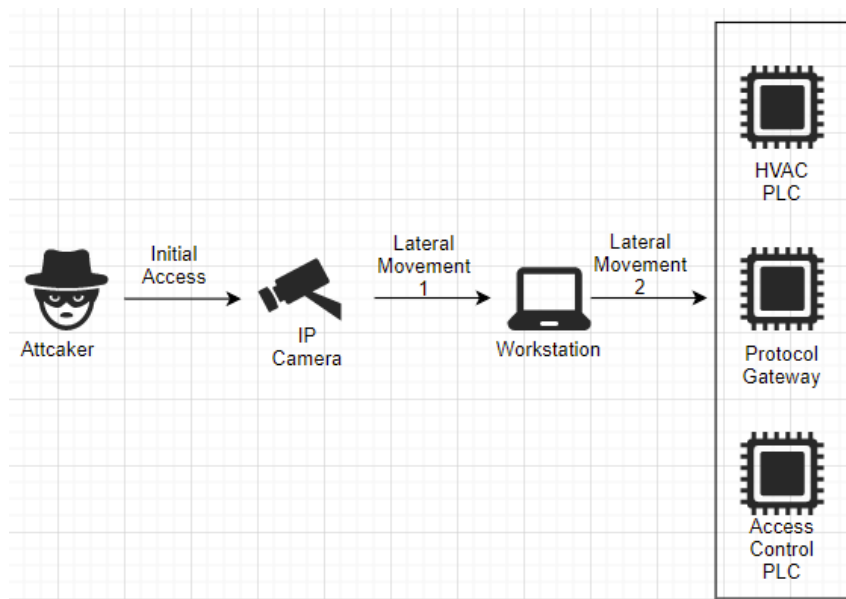 Attcaker
Initial
Access
IP
Camera
Lateral
Movement
1
Workstation
Lateral
Movement
2
HVAC
PLC
Protocol
Gateway
Access
Control
PLC